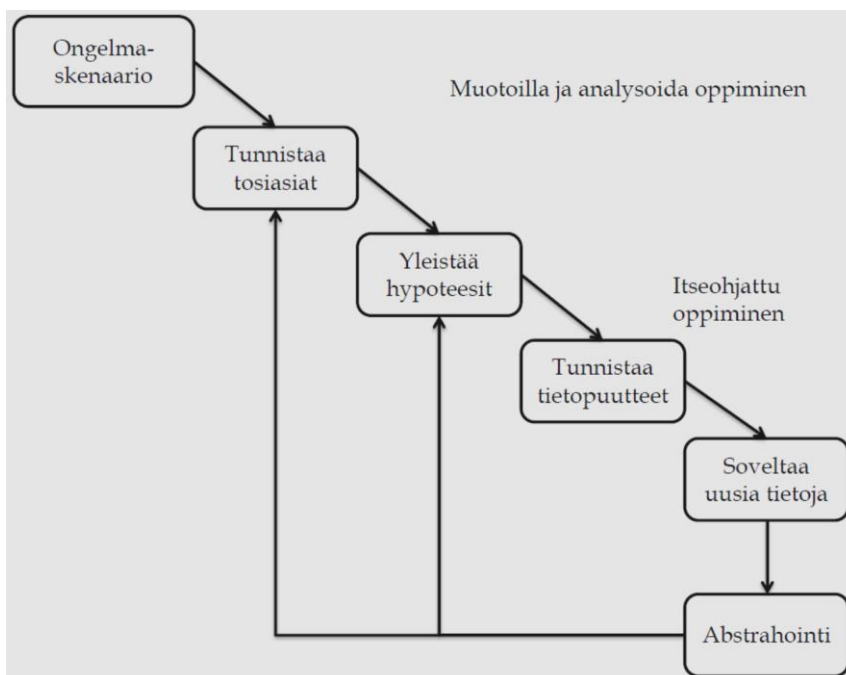 Ongelma-
skenaario
Muotoilla ja analysoida oppiminen
Tunnistaa
tosiasiat
Yleistää
hypoteesit
Itseohjattu
oppiminen
Tunnistaa
tietopuutteet
Soveltaa
uusia tietoja
Abstrahointi